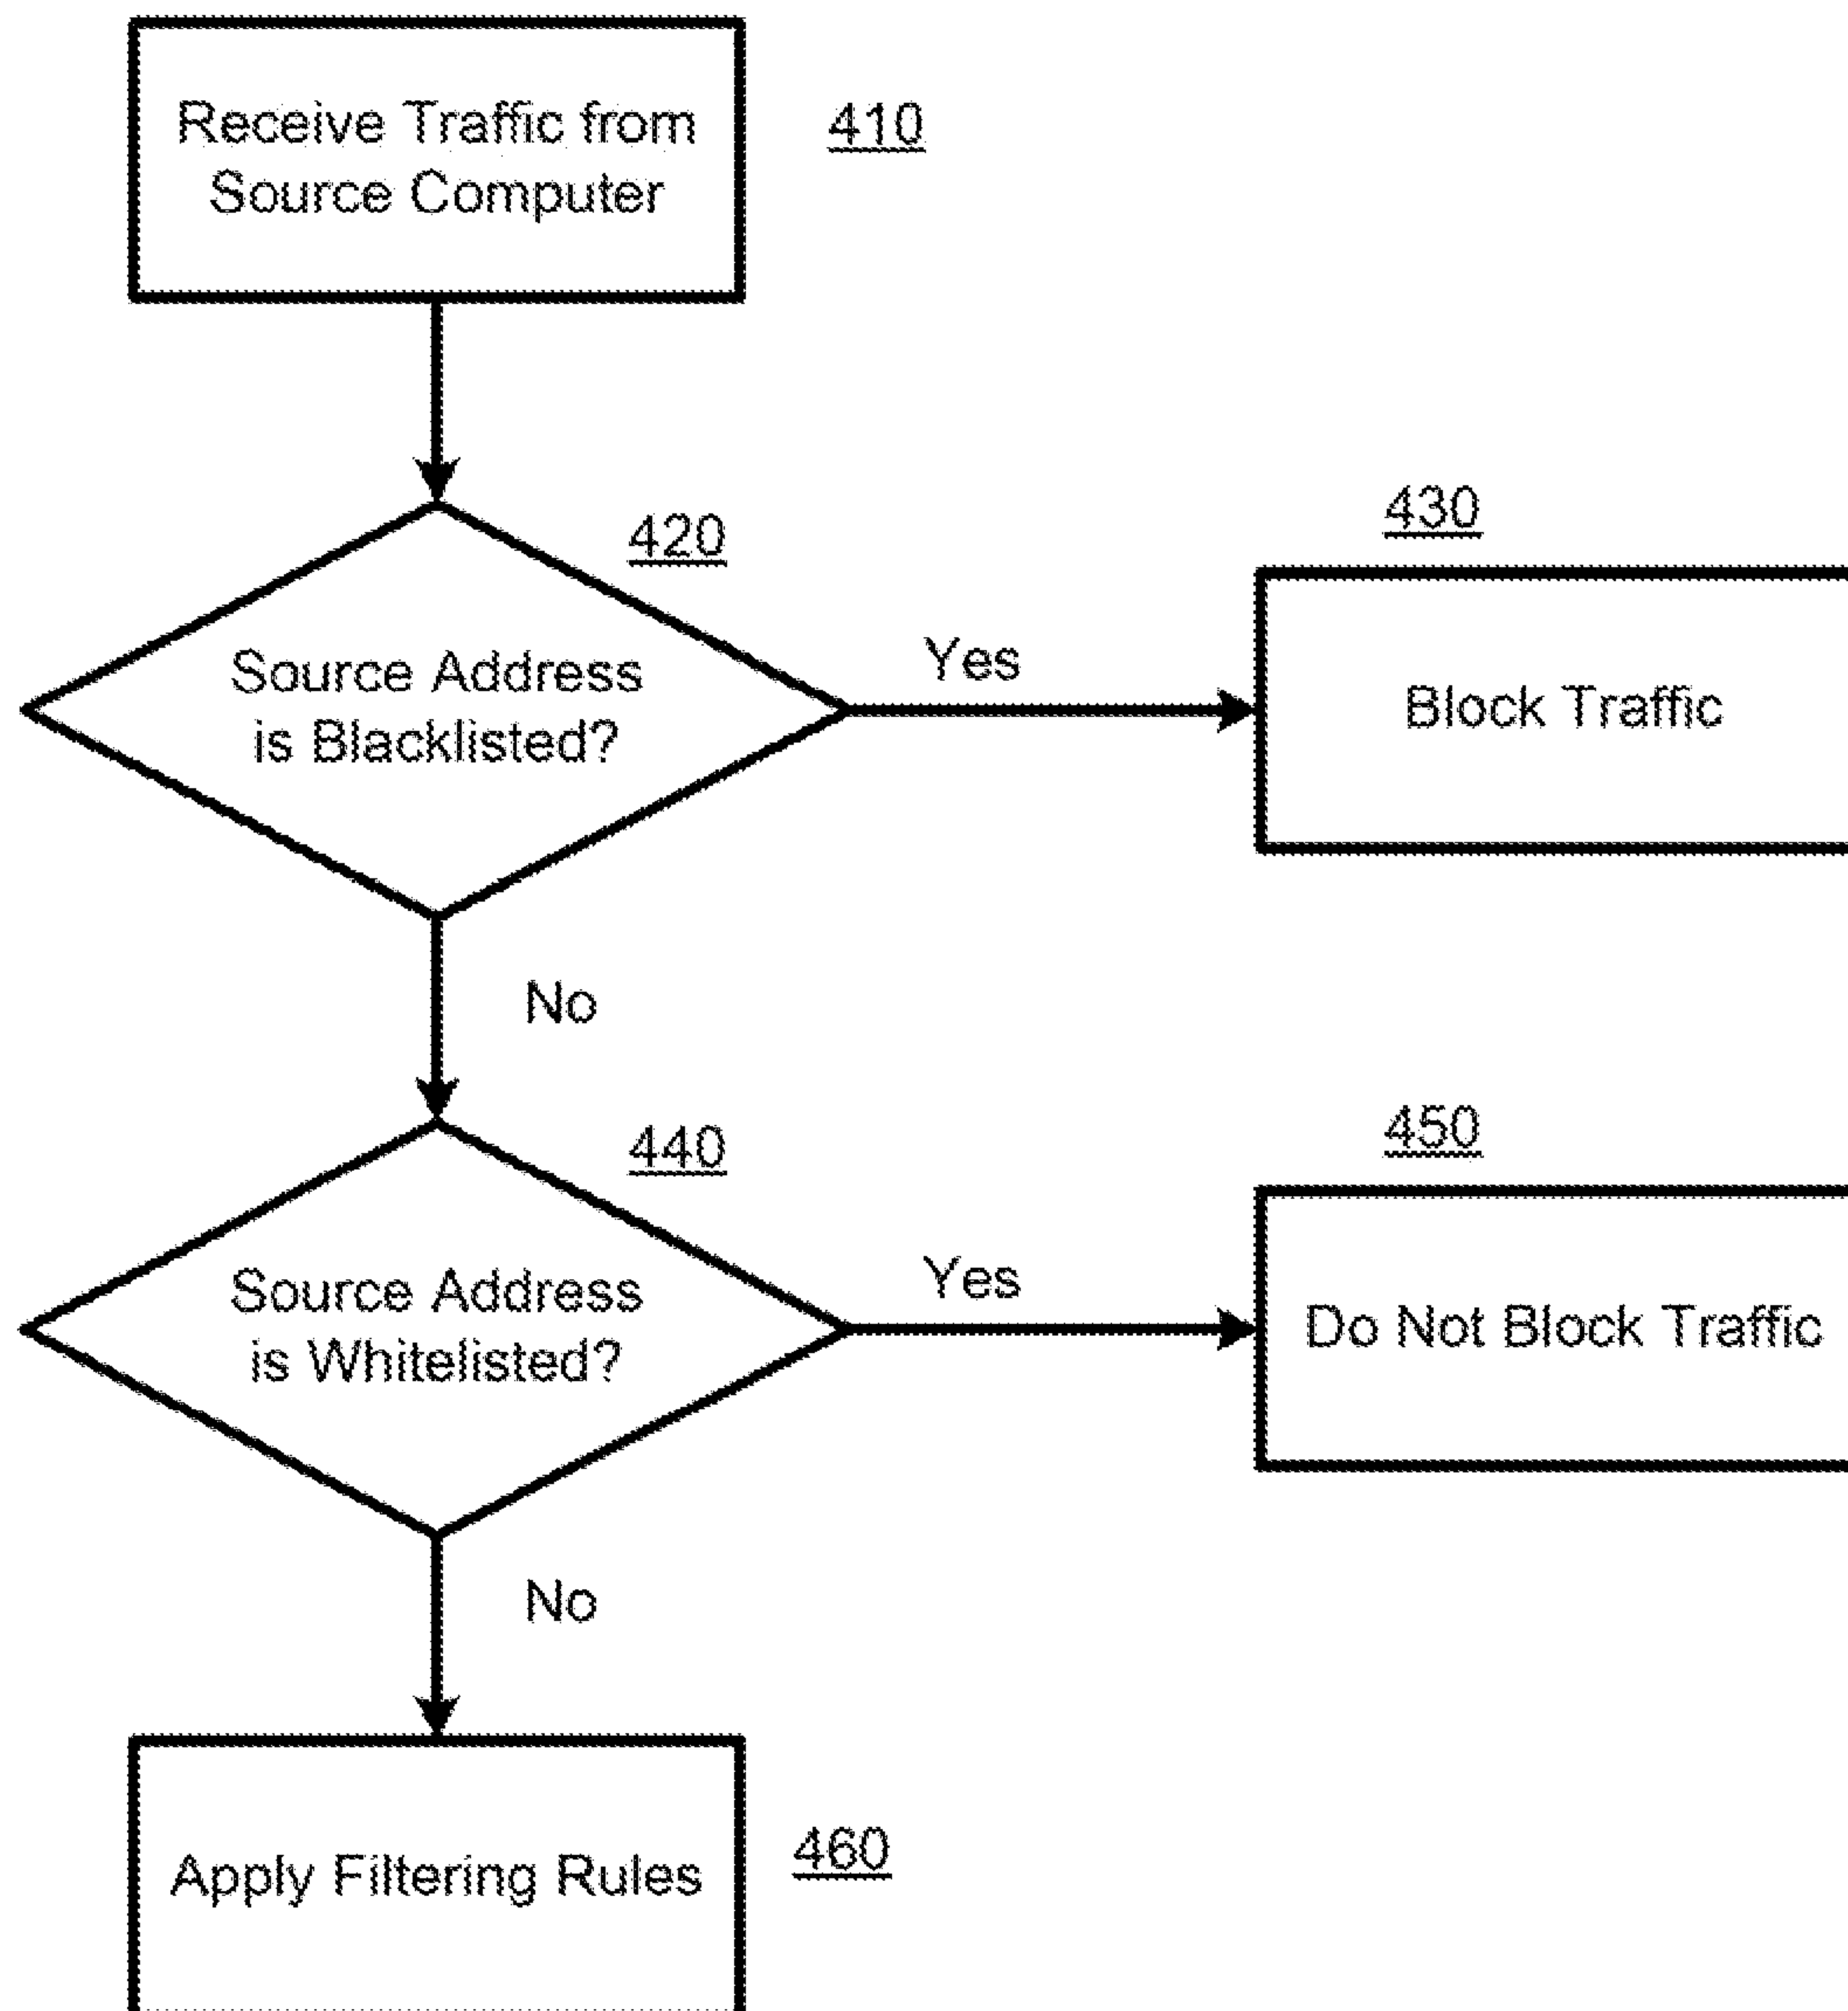 Receive Traffic from
Source Computer
410
420
Source Address
is Blacklisted?
Yes
430
Block Traffic
No
440
Source Address
is Whitelisted?
Yes
450
Do Not Block Traffic
No
Apply Filtering Rules
460